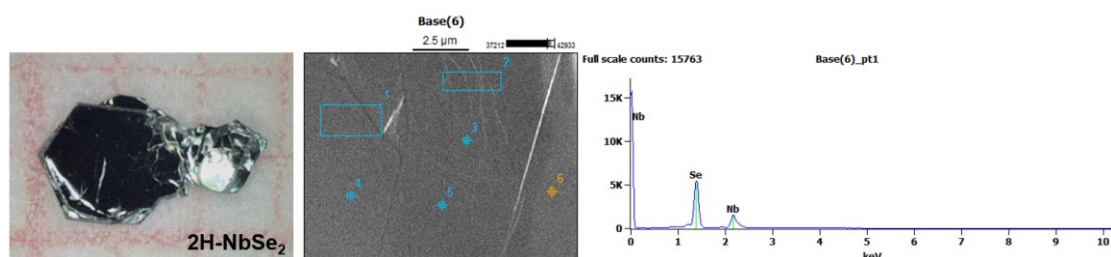 2H-NbSe₂
Base(6)
2.5 µm
37212 42933
1
2
3
4
5
6
Full scale counts: 15763 Base(6)_pt1
15K
10K
5K
0
Nb
Se
Nb
0 1 2 3 4 5 6 7 8 9 10
keV